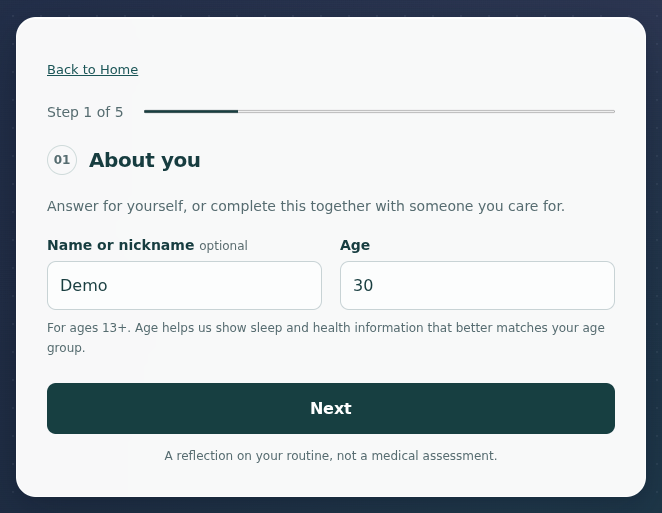 Back to Home
Step 1 of 5
01 About you
Answer for yourself, or complete this together with someone you care for.
Name or nickname optional
Age
Demo
30
For ages 13+. Age helps us show sleep and health information that better matches your age
group.
Next
A reflection on your routine, not a medical assessment.